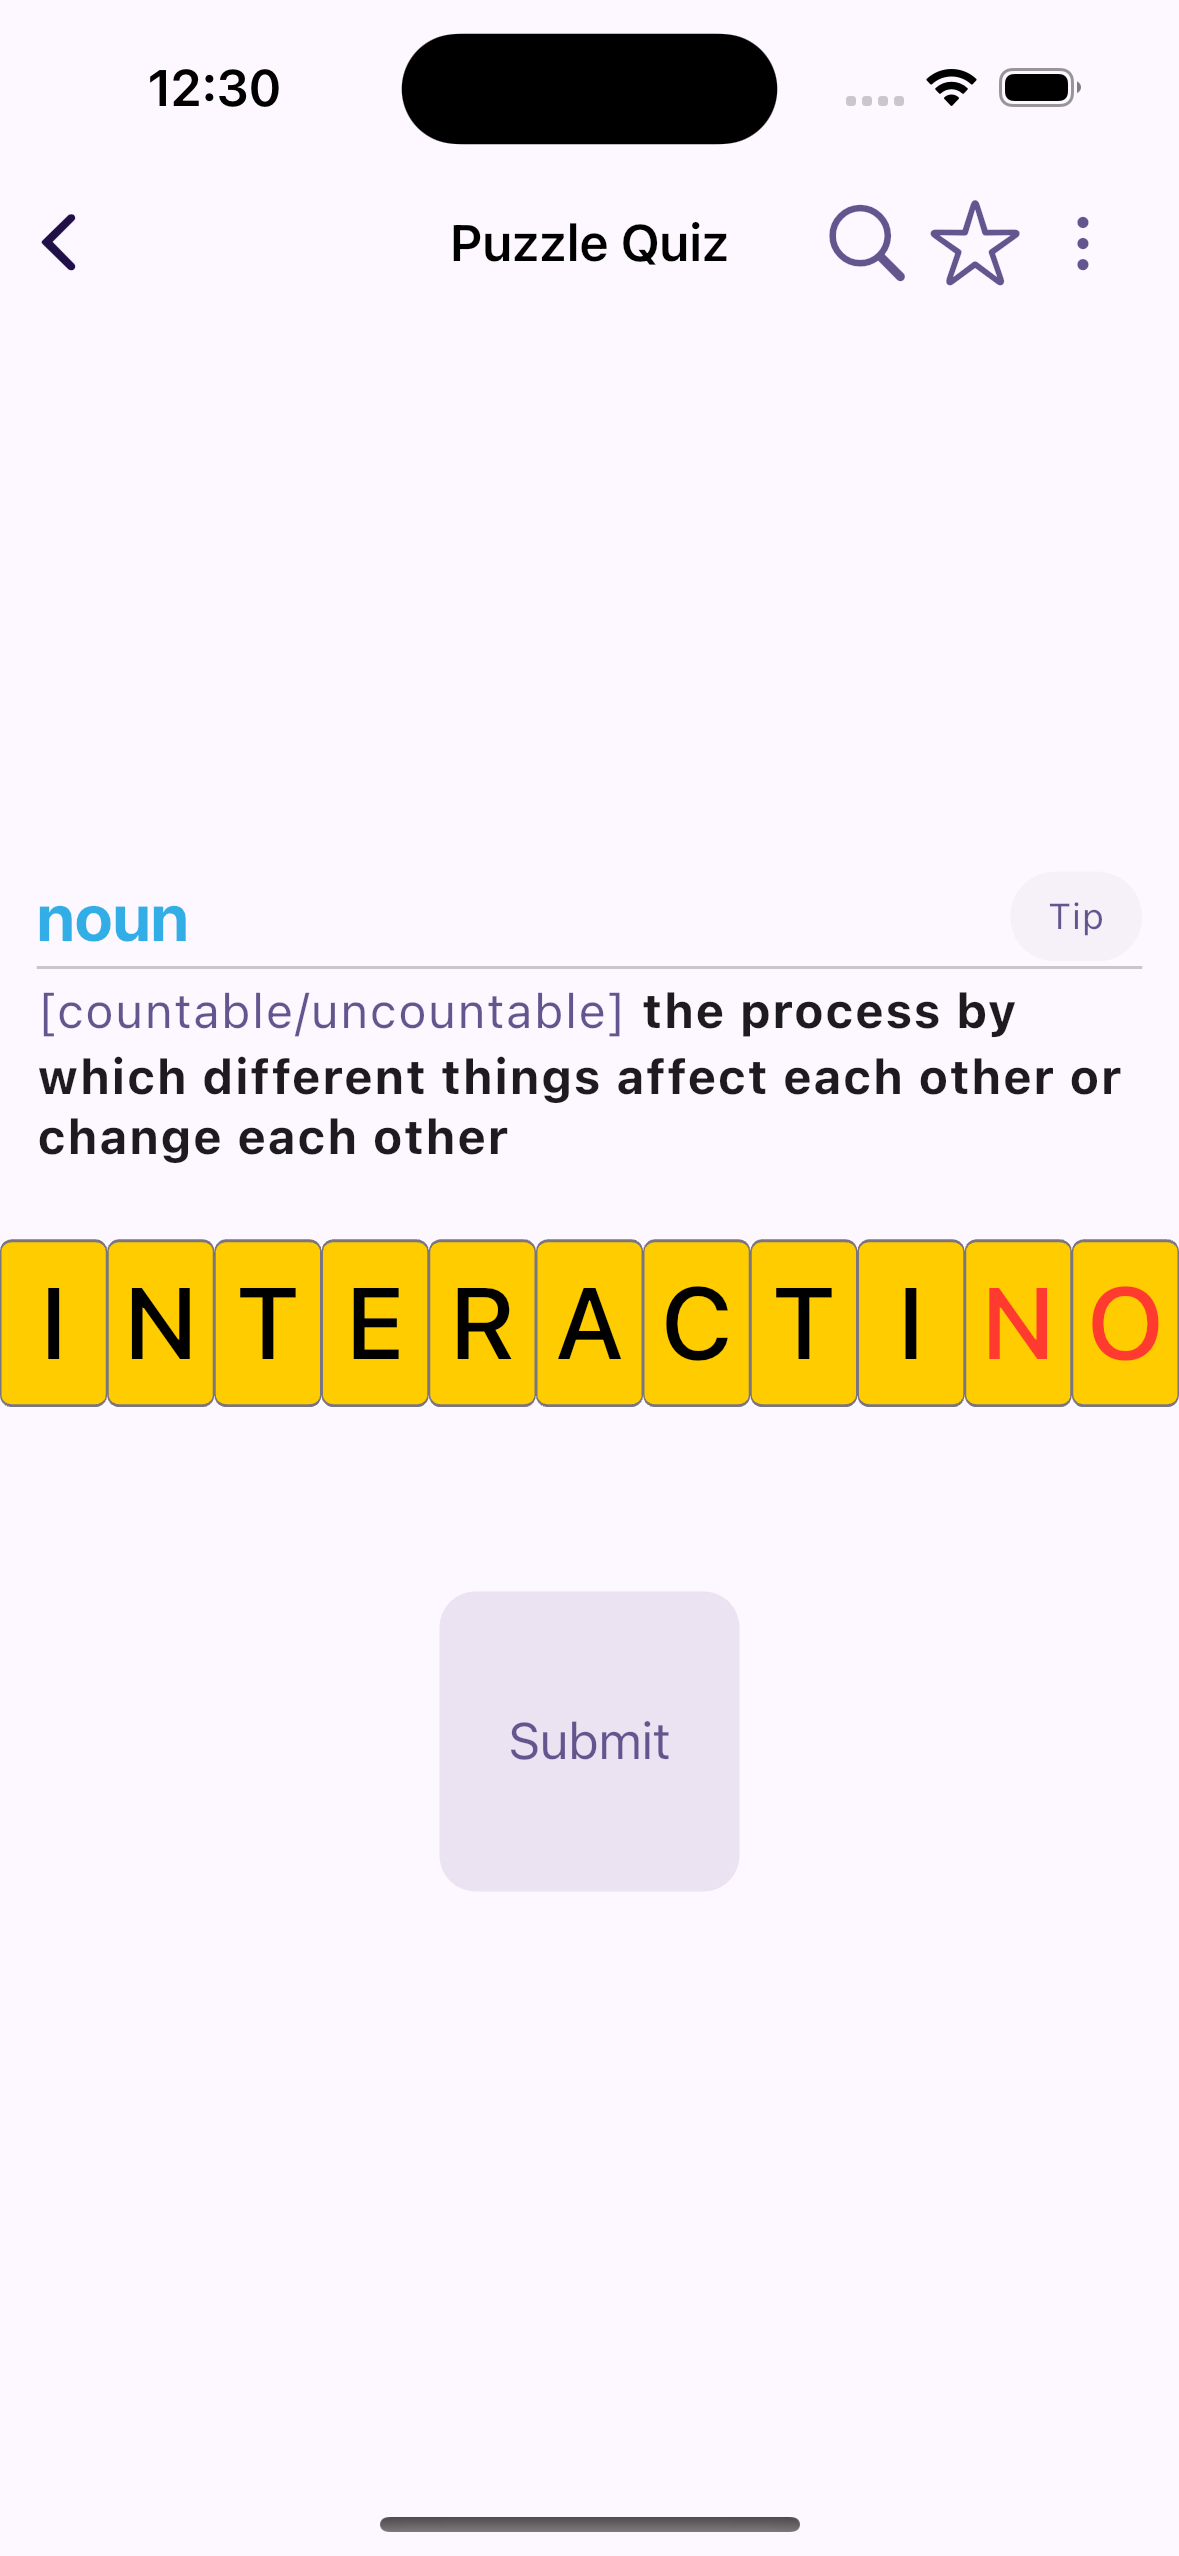 12:30
Puzzle Quiz
noun
Tip
[countable/uncountable] the process by
which different things affect each other or
change each other
INTERACTINO
Submit